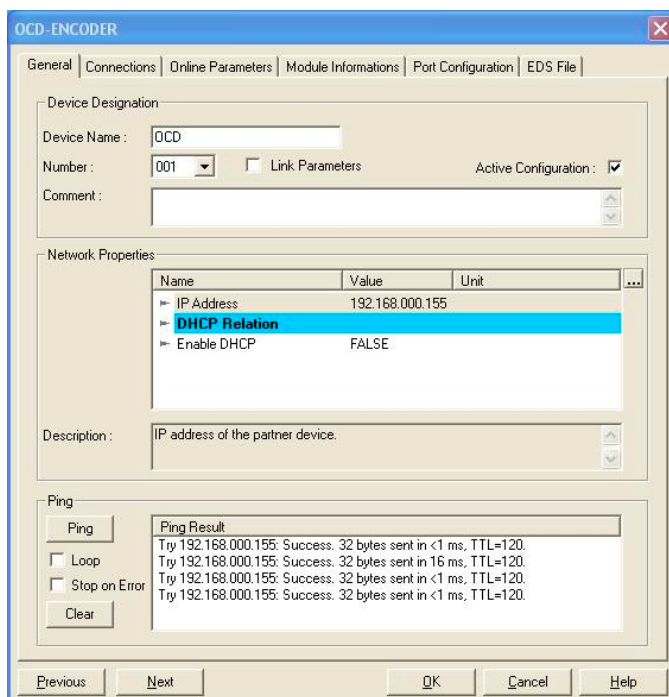 OCD-ENCODER
General Connections Online Parameters Module Informations Port Configuration EDS File
Device Designation
Device Name : OCD
Number : 001 Link Parameters Active Configuration :
Comment :
Network Properties
Name Value Unit ...
IP Address 192.168.000.155
DHCP Relation
Enable DHCP FALSE
Description : IP address of the partner device.
Ping
Ping Ping Result
Try 192.168.000.155: Success. 32 bytes sent in <1 ms, TTL=120.
Loop Try 192.168.000.155: Success. 32 bytes sent in 16 ms, TTL=120.
Stop on Error Try 192.168.000.155: Success. 32 bytes sent in <1 ms, TTL=120.
Try 192.168.000.155: Success. 32 bytes sent in <1 ms, TTL=120.
Clear
Previous Next OK Cancel Help